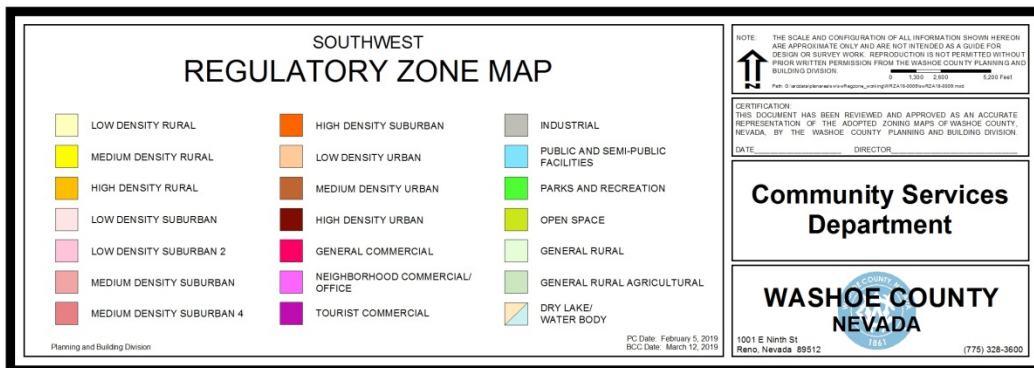 SOUTHWEST
REGULATORY ZONE MAP
LOW DENSITY RURAL
MEDIUM DENSITY RURAL
HIGH DENSITY RURAL
LOW DENSITY SUBURBAN
LOW DENSITY SUBURBAN 2
MEDIUM DENSITY SUBURBAN
MEDIUM DENSITY SUBURBAN 4
HIGH DENSITY SUBURBAN
LOW DENSITY URBAN
MEDIUM DENSITY URBAN
HIGH DENSITY URBAN
GENERAL COMMERCIAL
NEIGHBORHOOD COMMERCIAL/
OFFICE
TOURIST COMMERCIAL
INDUSTRIAL
PUBLIC AND SEMI-PUBLIC
FACILITIES
PARKS AND RECREATION
OPEN SPACE
GENERAL RURAL
GENERAL RURAL AGRICULTURAL
DRY LAKE/
WATER BODY
Planning and Building Division
PC Date: February 5, 2019
BCC Date: March 12, 2019
NOTE: THE SCALE AND CONFIGURATION OF ALL INFORMATION SHOWN HEREON
ARE APPROXIMATE ONLY AND ARE NOT INTENDED AS A GUIDE FOR
DESIGN OR SURVEY WORK. REPRODUCTION IS NOT PERMITTED WITHOUT
PRIOR WRITTEN PERMISSION FROM THE WASHOE COUNTY PLANNING AND
BUILDING DIVISION.
N
0 1,300 2,600 5,200 Feet
Path:
CERTIFICATION:
THIS DOCUMENT HAS BEEN REVIEWED AND APPROVED AS AN ACCURATE
REPRESENTATION OF THE ADOPTED ZONING MAPS OF WASHOE COUNTY,
NEVADA, BY THE WASHOE COUNTY PLANNING AND BUILDING DIVISION.
DATE DIRECTOR
Community Services
Department
WASHOE COUNTY
NEVADA
1861
1001 E Ninth St
Reno, Nevada 89512
(775) 328-3600